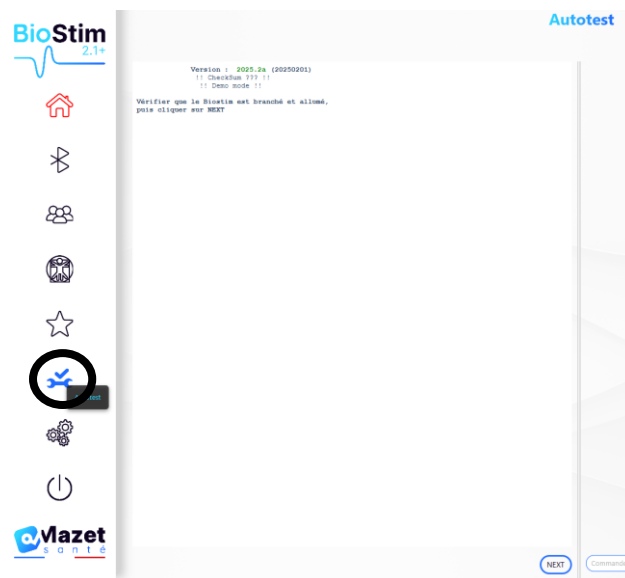 Autotest
BioStim
2.1+
Version : 2025.2a (20250201)
!! CheckSum ??? !!
!! Demo mode !!
Vérifier que le Biostim est branché et allumé,
puis cliquer sur NEXT
Mazet
santé
NEXT